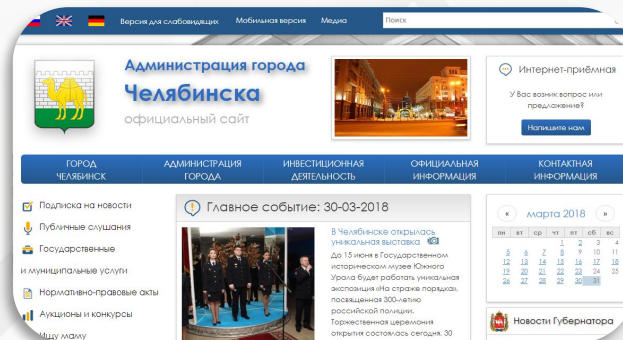 Версия для слабовидящих Мобильная версия Медиа Поиск
Администрация города
Челябинска
официальный сайт
Интернет-приёмная
У Вас возник вопрос или
предложение?
Напишите нам
ГОРОД ЧЕЛЯБИНСК
АДМИНИСТРАЦИЯ ГОРОДА
ИНВЕСТИЦИОННАЯ ДЕЯТЕЛЬНОСТЬ
ОФИЦИАЛЬНАЯ ИНФОРМАЦИЯ
КОНТАКТНАЯ ИНФОРМАЦИЯ
Подписка на новости
Публичные слушания
Государственные
и муниципальные услуги
Нормативно-правовые акты
Аукционы и конкурсы
Ищу маму
Главное событие: 30-03-2018
В Челябинске открылась
уникальная выставка
До 15 июня в Государственном
историческом музее Южного
Урала будет работать уникальная
экспозиция «На страже порядка»,
посвященная 300-летию
российской полиции.
Торжественная церемония
открытия состоялась сегодня, 30
« марта 2018 »
пн вт ср чт пт сб вс
1 2 3 4
5 6 7 8 9 10 11
12 13 14 15 16 17 18
19 20 21 22 23 24 25
26 27 28 29 30 31
Новости Губернатора